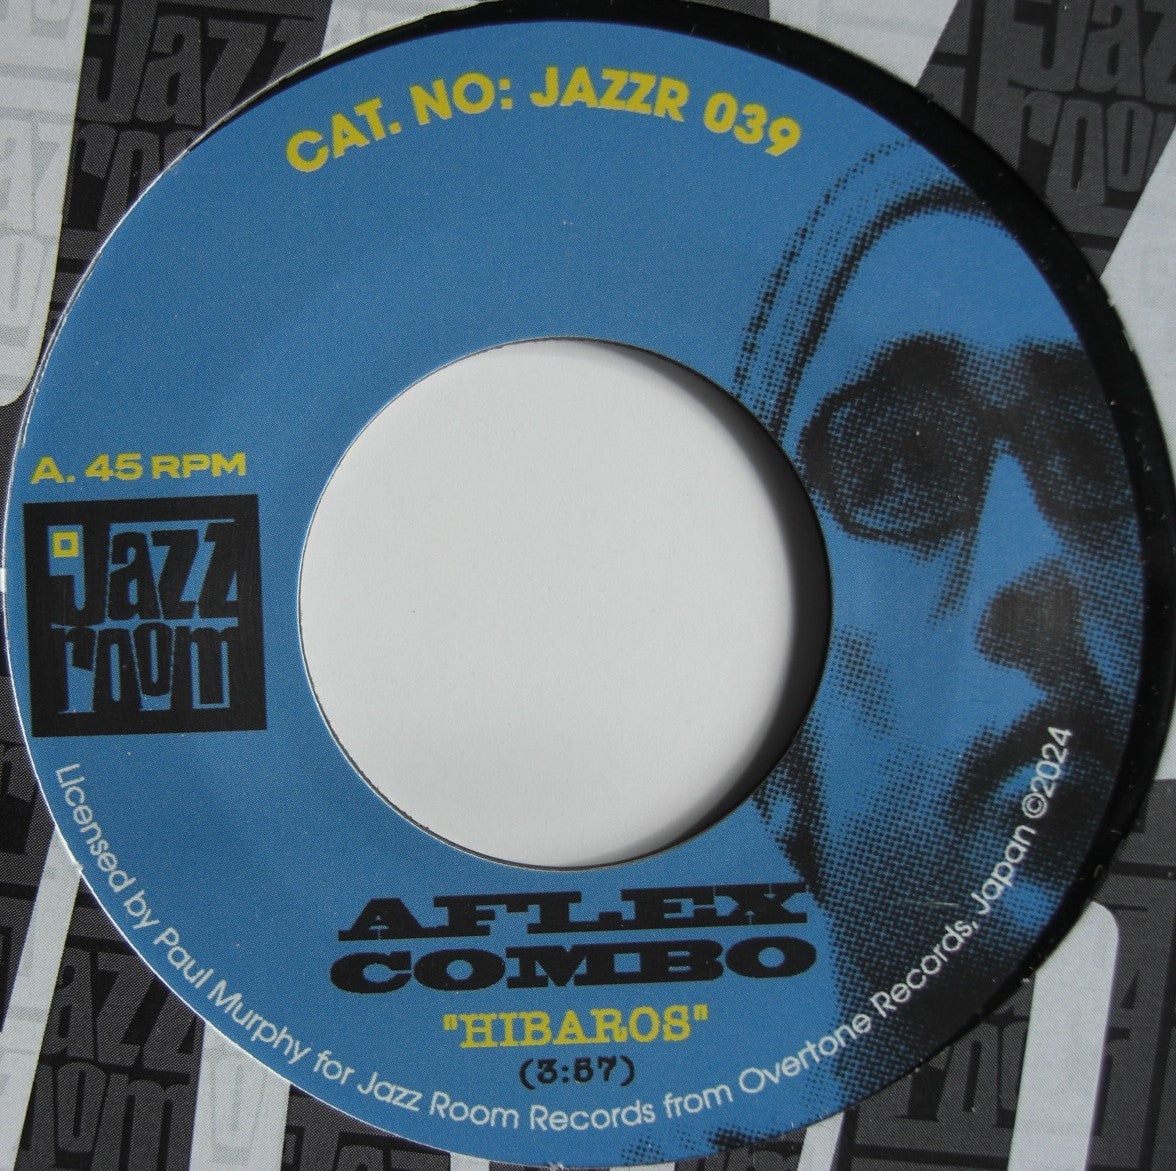 CAT. NO: JAZZR 039
A. 45 RPM
Jazz
room
AFLEX
COMBO
"HIBAROS"
(3:57)
Licensed by Paul Murphy for Jazz Room Records from Overtone Records, Japan ©2024